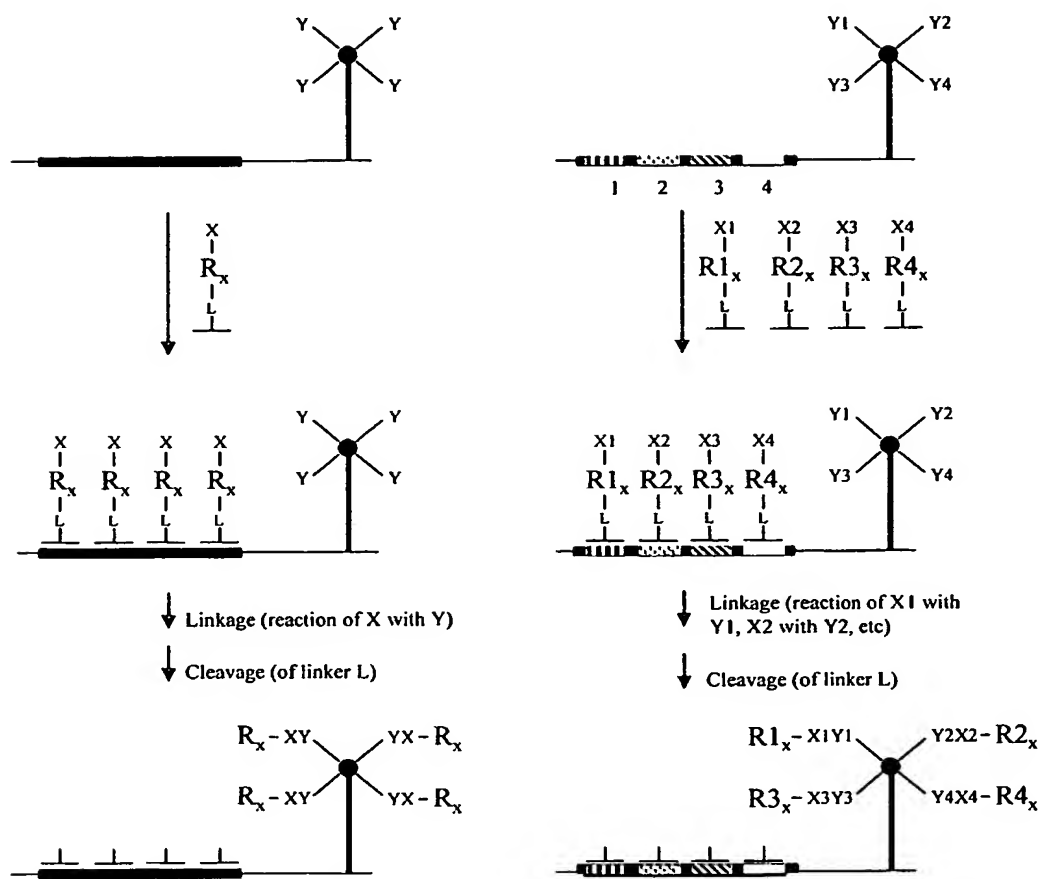 Y Y Y1 Y2
Y Y Y3 Y4
1 2 3 4
X X1 X2 X3 X4
Rx R1x R2x R3x R4x
L L L L L
X X X X Y Y X1 X2 X3 X4 Y1 Y2
Rx Rx Rx Rx Y Y R1x R2x R3x R4x Y3 Y4
L L L L L L L L
Linkage (reaction of X with Y)
Cleavage (of linker L)
Linkage (reaction of X1 with
Y1, X2 with Y2, etc)
Cleavage (of linker L)
Rx - XY YX - Rx
Rx - XY YX - Rx
R1x - X1Y1 Y2X2 - R2x
R3x - X3Y3 Y4X4 - R4x